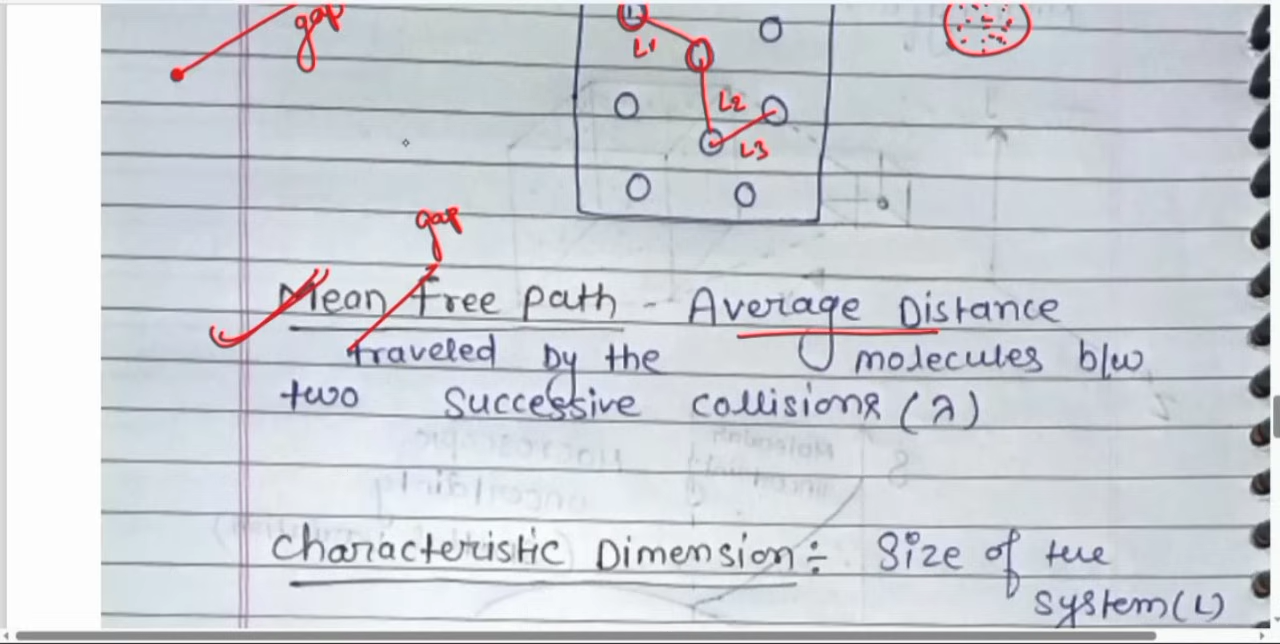 gap
L1
L2
L3
gap
Mean free path - Average Distance
traveled by the molecules b/w
two successive collisions (λ)
Characteristic Dimension ÷ Size of the
system (L)